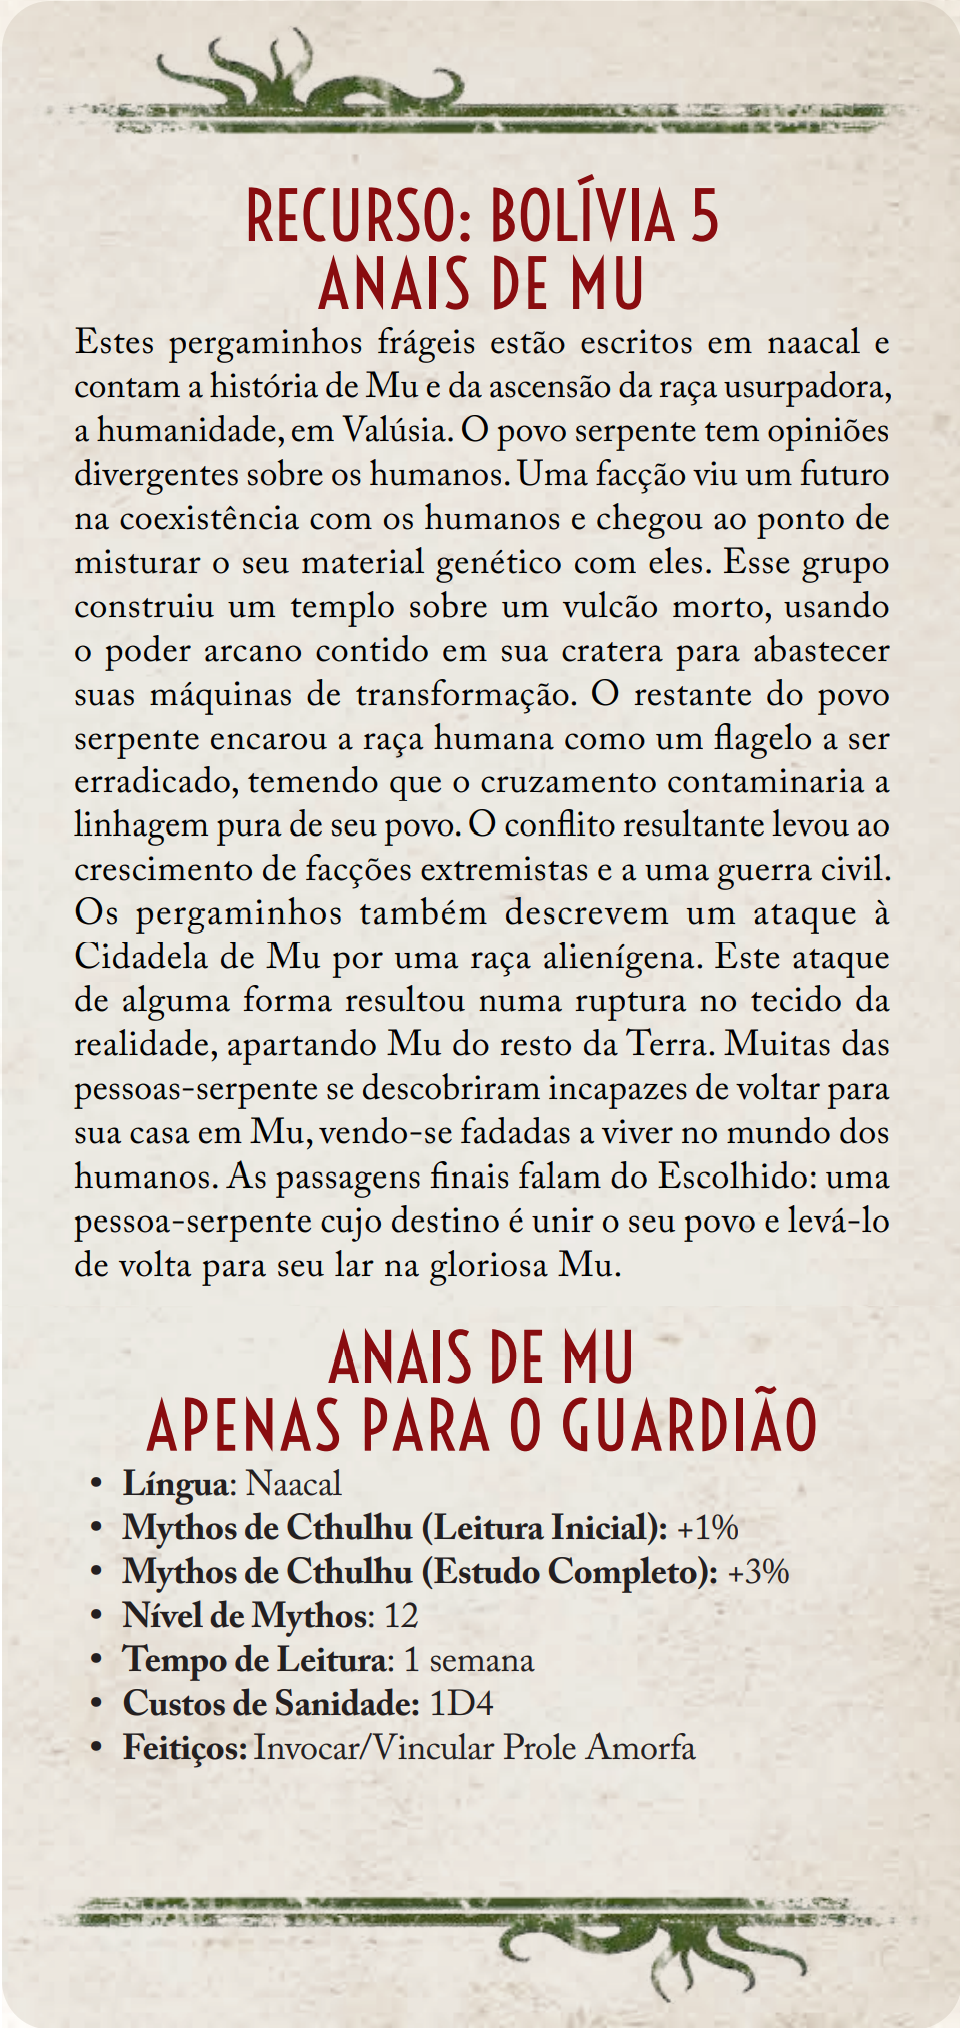 RECURSO: BOLÍVIA 5
ANAIS DE MU
Estes pergaminhos frágeis estão escritos em naacal e
contam a história de Mu e da ascensão da raça usurpadora,
a humanidade, em Valúsia. O povo serpente tem opiniões
divergentes sobre os humanos. Uma facção viu um futuro
na coexistência com os humanos e chegou ao ponto de
misturar o seu material genético com eles. Esse grupo
construiu um templo sobre um vulcão morto, usando
o poder arcano contido em sua cratera para abastecer
suas máquinas de transformação. O restante do povo
serpente encarou a raça humana como um flagelo a ser
erradicado, temendo que o cruzamento contaminaria a
linhagem pura de seu povo. O conflito resultante levou ao
crescimento de facções extremistas e a uma guerra civil.
Os pergaminhos também descrevem um ataque à
Cidadela de Mu por uma raça alienígena. Este ataque
de alguma forma resultou numa ruptura no tecido da
realidade, apartando Mu do resto da Terra. Muitas das
pessoas-serpente se descobriram incapazes de voltar para
sua casa em Mu, vendo-se fadadas a viver no mundo dos
humanos. As passagens finais falam do Escolhido: uma
pessoa-serpente cujo destino é unir o seu povo e levá-lo
de volta para seu lar na gloriosa Mu.
ANAIS DE MU
APENAS PARA O GUARDIÃO
• Língua: Naacal
• Mythos de Cthulhu (Leitura Inicial): +1%
• Mythos de Cthulhu (Estudo Completo): +3%
• Nível de Mythos: 12
• Tempo de Leitura: 1 semana
• Custos de Sanidade: 1D4
• Feitiços: Invocar/Vincular Prole Amorfa